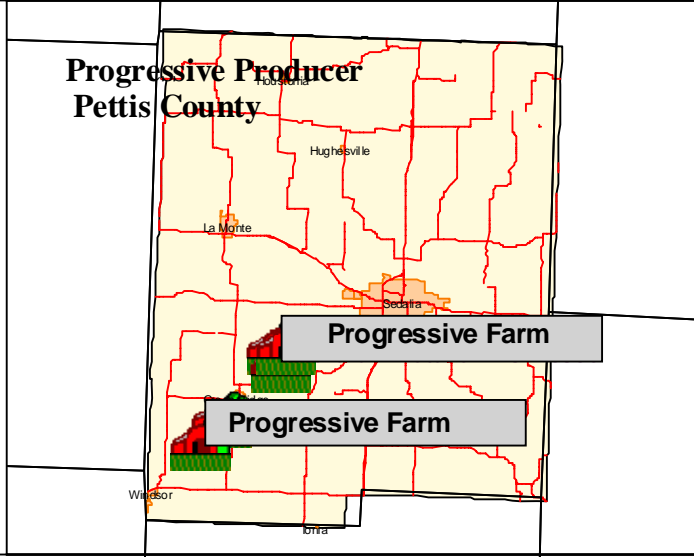 Progressive Producer
Pettis County
Houstonia
Hughesville
La Monte
Sedalia
Progressive Farm
Progressive Farm
Windsor
Ionia